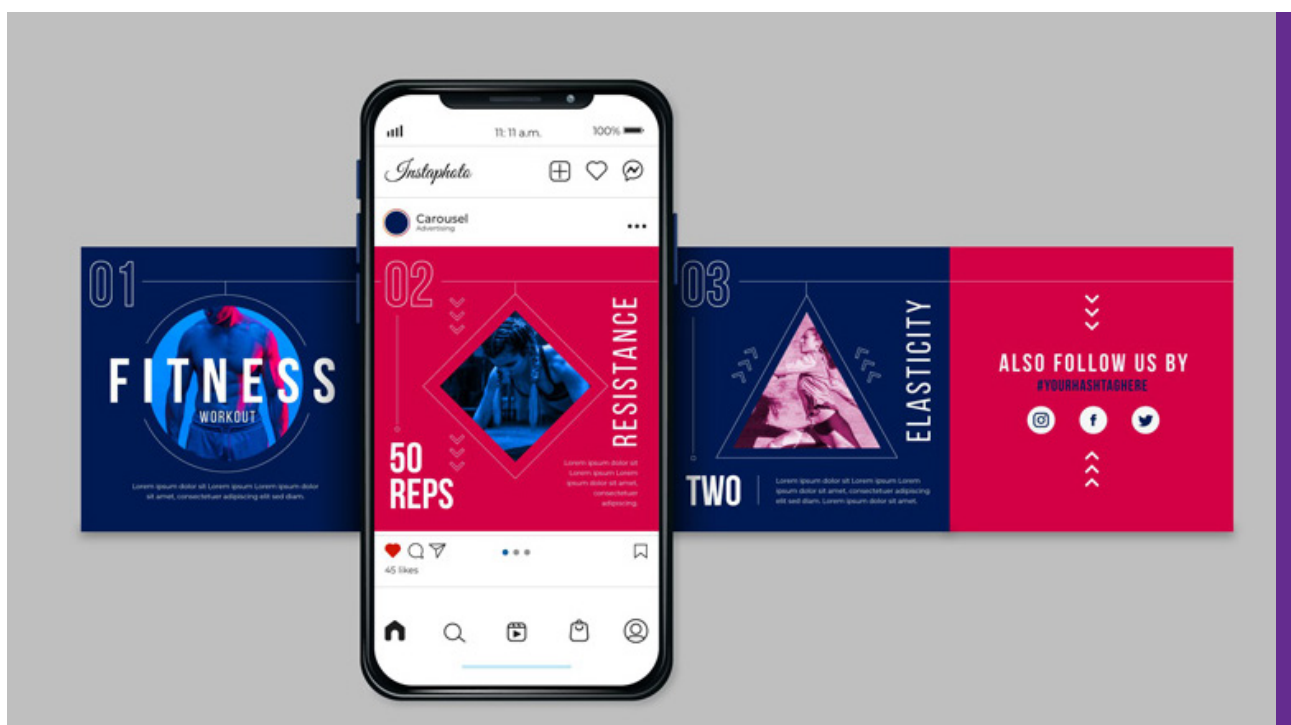 11:11 a.m.
100%
Instaphoto
Carousel
Advertising
01
FITNESS
WORKOUT
Lorem ipsum dolor sit Lorem ipsum Lorem ipsum dolor
sit amet, consectetuer adipiscing elit sed diam.
02
RESISTANCE
50
REPS
Lorem ipsum dolor sit
Lorem ipsum Lorem
ipsum dolor sit amet,
consectetuer
adipiscing.
45 likes
03
ELASTICITY
TWO
Lorem ipsum dolor sit Lorem ipsum Lorem
ipsum dolor sit amet, consectetuer adipiscing
elit sed diam. Lorem ipsum dolor sit amet.
ALSO FOLLOW US BY
#YOURHASHTAGHERE